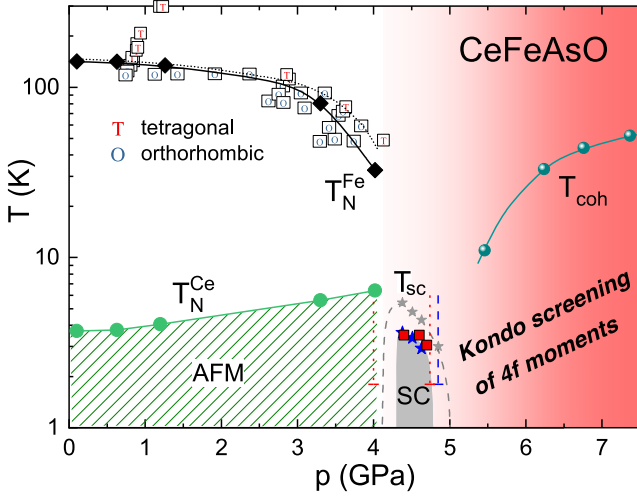 CeFeAsO
100
10
1
T (K)
T tetragonal
O orthorhombic
T_N^Fe
T_coh
T_N^Ce
T_sc
AFM
SC
Kondo screening
of 4f moments
0 1 2 3 4 5 6 7
p (GPa)